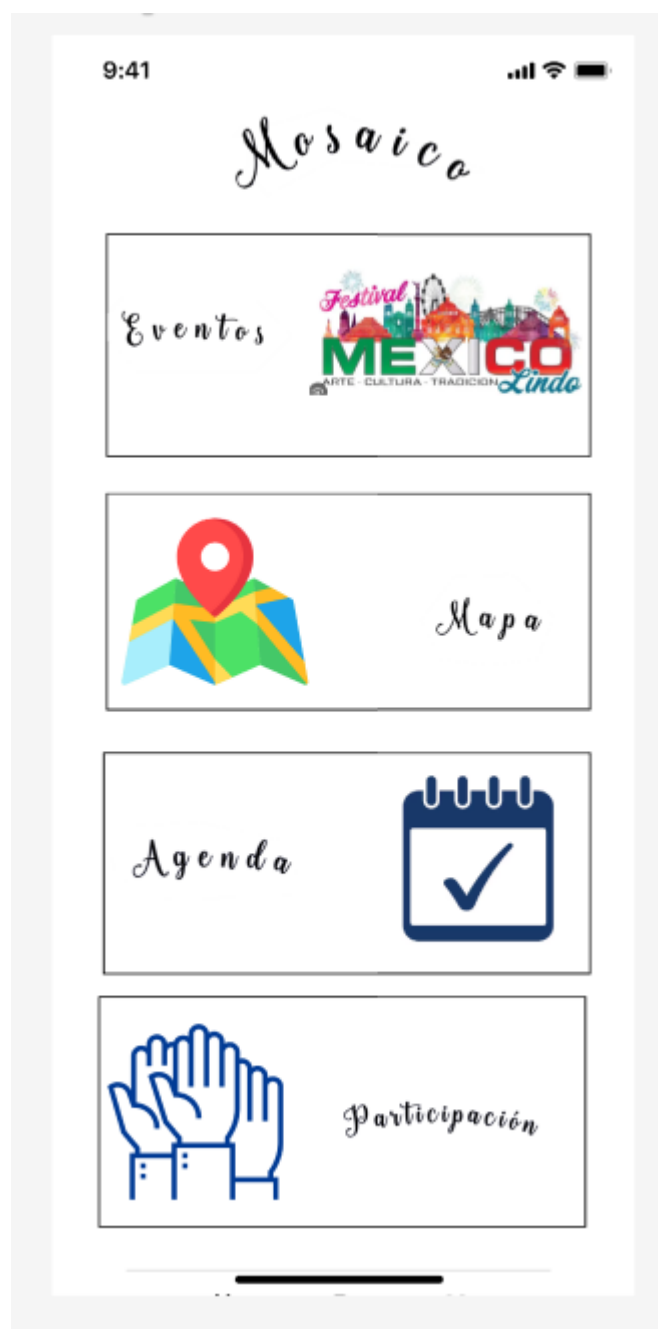 9:41
Mosaico
Eventos
Festival
MEXICO
ARTE - CULTURA - TRADICION
Lindo
Mapa
Agenda
Participación